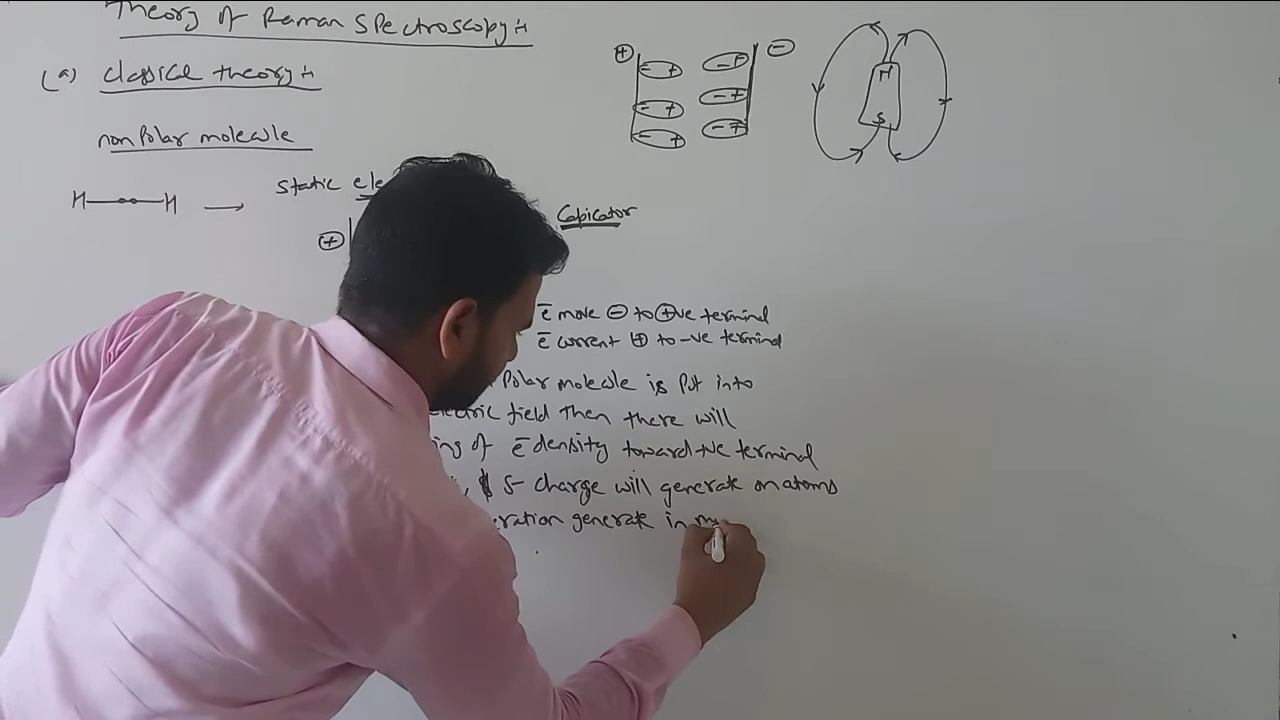 Theory of Raman Spectroscopy :-
(a) classical theory :-
non Polar molecule
H H → static ele
⊕
Capicator
⊕ ⊖
- + - +
- + - +
- + - +
N
S
ē move ⊖ to ⊕ve terminal
ē current ⊕ to -ve terminal
Polar molecule is Put into
electric field Then there will
ing of ē density toward +ve terminal
δ- charge will generate on atoms
eration generate in m